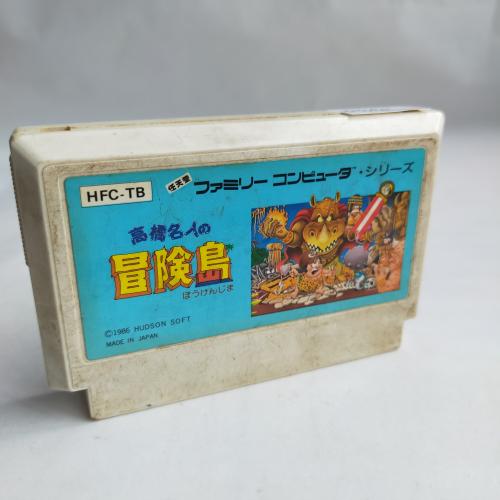 HFC-TB
任天堂 ファミリー コンピュータ™・シリーズ
高橋名人の
冒険島
ぼうけんじま
©1986 HUDSON SOFT
MADE IN JAPAN